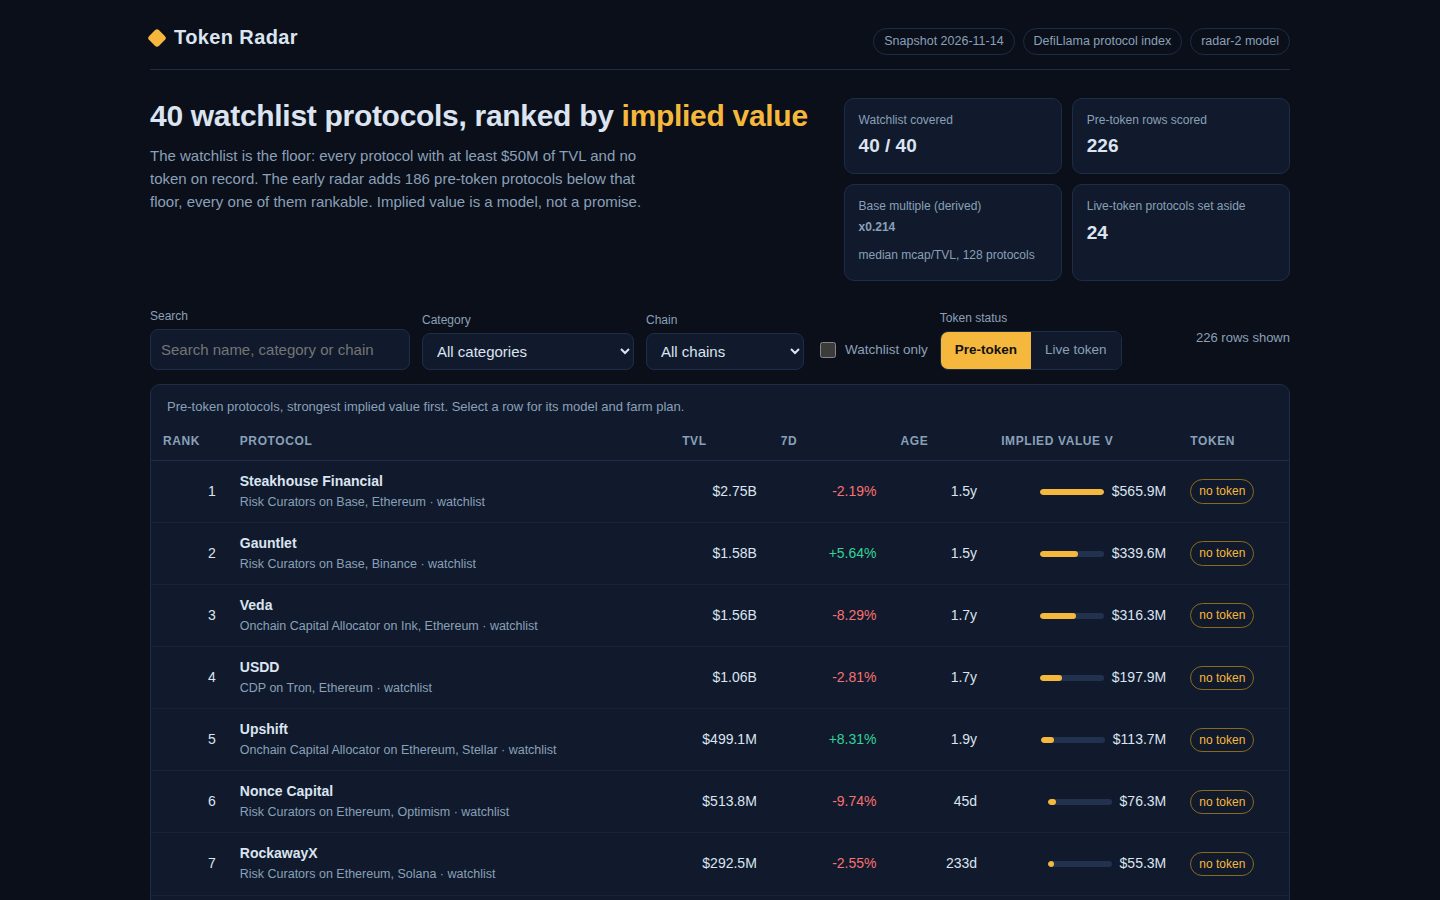 Token Radar
Snapshot 2026-11-14
DefiLlama protocol index
radar-2 model
40 watchlist protocols, ranked by implied value
The watchlist is the floor: every protocol with at least $50M of TVL and no
token on record. The early radar adds 186 pre-token protocols below that
floor, every one of them rankable. Implied value is a model, not a promise.
Watchlist covered
40 / 40
Pre-token rows scored
226
Base multiple (derived)
x0.214
median mcap/TVL, 128 protocols
Live-token protocols set aside
24
Search
Search name, category or chain
Category
All categories
Chain
All chains
Watchlist only
Token status
Pre-token
Live token
226 rows shown
Pre-token protocols, strongest implied value first. Select a row for its model and farm plan.
RANK PROTOCOL TVL 7D AGE IMPLIED VALUE V TOKEN
1 Steakhouse Financial $2.75B -2.19% 1.5y $565.9M no token
Risk Curators on Base, Ethereum · watchlist
2 Gauntlet $1.58B +5.64% 1.5y $339.6M no token
Risk Curators on Base, Binance · watchlist
3 Veda $1.56B -8.29% 1.7y $316.3M no token
Onchain Capital Allocator on Ink, Ethereum · watchlist
4 USDD $1.06B -2.81% 1.7y $197.9M no token
CDP on Tron, Ethereum · watchlist
5 Upshift $499.1M +8.31% 1.9y $113.7M no token
Onchain Capital Allocator on Ethereum, Stellar · watchlist
6 Nonce Capital $513.8M -9.74% 45d $76.3M no token
Risk Curators on Ethereum, Optimism · watchlist
7 RockawayX $292.5M -2.55% 233d $55.3M no token
Risk Curators on Ethereum, Solana · watchlist